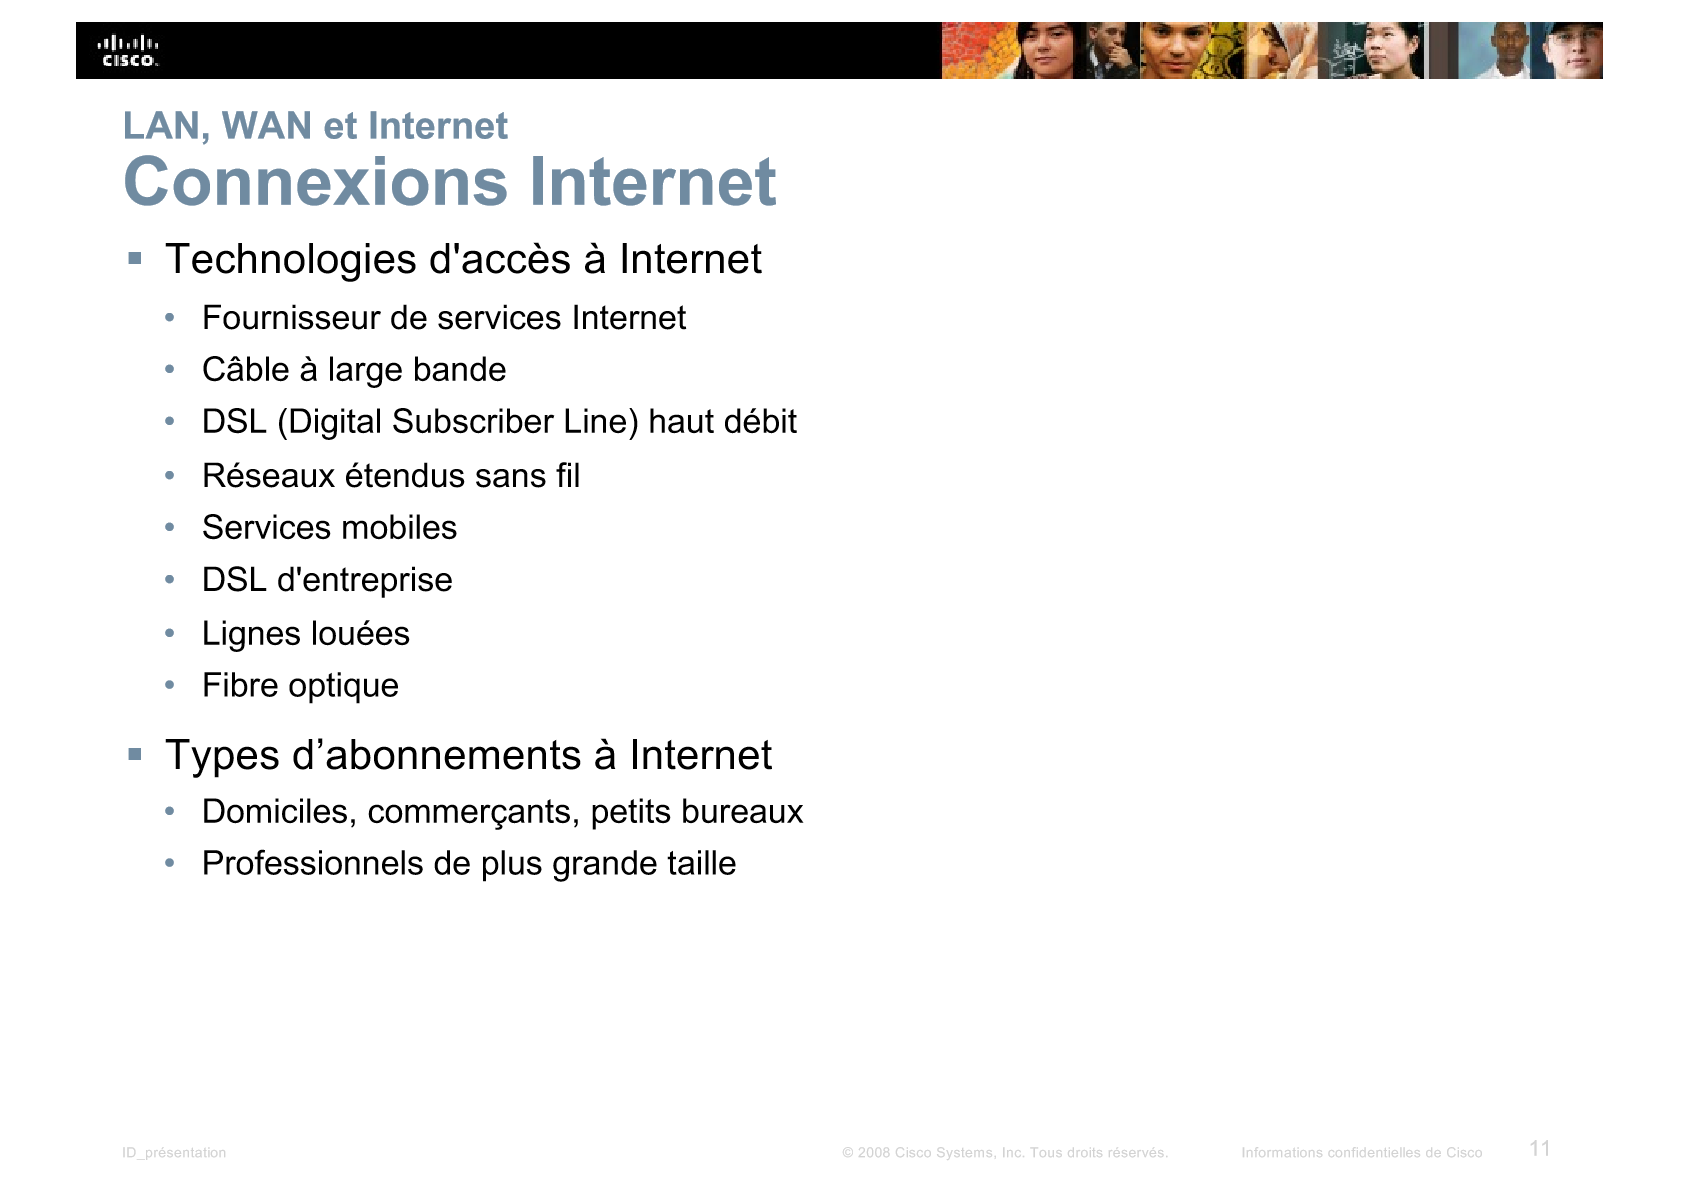 CISCO
LAN, WAN et Internet
Connexions Internet
▪ Technologies d'accès à Internet
• Fournisseur de services Internet
• Câble à large bande
• DSL (Digital Subscriber Line) haut débit
• Réseaux étendus sans fil
• Services mobiles
• DSL d'entreprise
• Lignes louées
• Fibre optique
▪ Types d’abonnements à Internet
• Domiciles, commerçants, petits bureaux
• Professionnels de plus grande taille
ID_présentation © 2008 Cisco Systems, Inc. Tous droits réservés. Informations confidentielles de Cisco 11